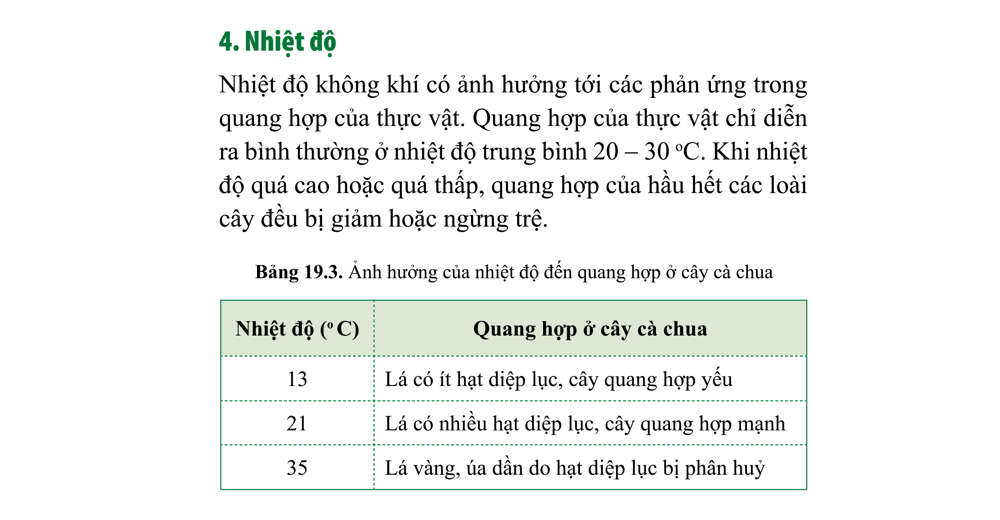 4. Nhiệt độ
Nhiệt độ không khí có ảnh hưởng tới các phản ứng trong
quang hợp của thực vật. Quang hợp của thực vật chỉ diễn
ra bình thường ở nhiệt độ trung bình 20 – 30 ºC. Khi nhiệt
độ quá cao hoặc quá thấp, quang hợp của hầu hết các loài
cây đều bị giảm hoặc ngừng trệ.
Bảng 19.3. Ảnh hưởng của nhiệt độ đến quang hợp ở cây cà chua
Nhiệt độ (º C) Quang hợp ở cây cà chua
13 Lá có ít hạt diệp lục, cây quang hợp yếu
21 Lá có nhiều hạt diệp lục, cây quang hợp mạnh
35 Lá vàng, úa dần do hạt diệp lục bị phân huỷ